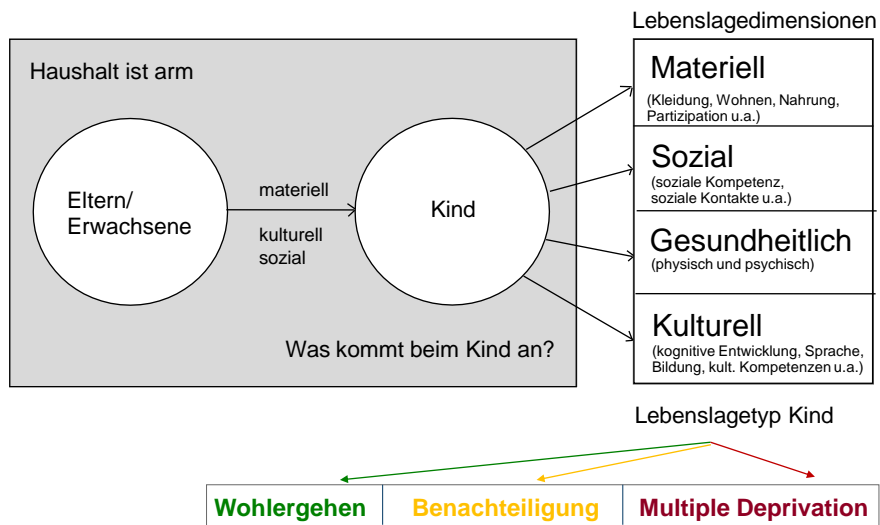 Lebenslagedimensionen
Haushalt ist arm
Eltern/
Erwachsene
materiell
kulturell
sozial
Kind
Was kommt beim Kind an?
Materiell
(Kleidung, Wohnen, Nahrung,
Partizipation u.a.)
Sozial
(soziale Kompetenz,
soziale Kontakte u.a.)
Gesundheitlich
(physisch und psychisch)
Kulturell
(kognitive Entwicklung, Sprache,
Bildung, kult. Kompetenzen u.a.)
Lebenslagetyp Kind
Wohlergehen
Benachteiligung
Multiple Deprivation